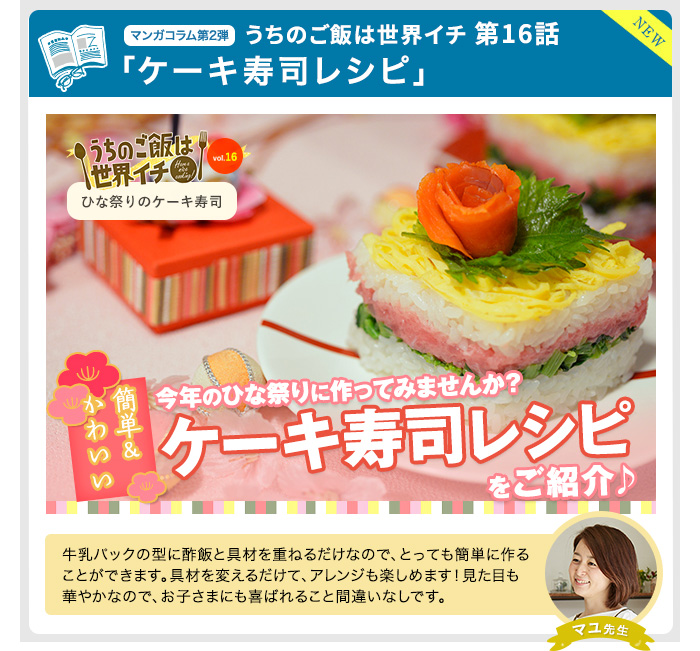 マンガコラム第2弾 うちのご飯は世界イチ 第16話
「ケーキ寿司レシピ」
NEW
うちのご飯は
世界イチ
vol.16
ひな祭りのケーキ寿司
簡単&
かわいい
今年のひな祭りに作ってみませんか?
ケーキ寿司レシピ
をご紹介♪
牛乳パックの型に酢飯と具材を重ねるだけなので、とっても簡単に作る
ことができます。具材を変えるだけで、アレンジも楽しめます!見た目も
華やかなので、お子さまにも喜ばれること間違いなしです。
マユ先生